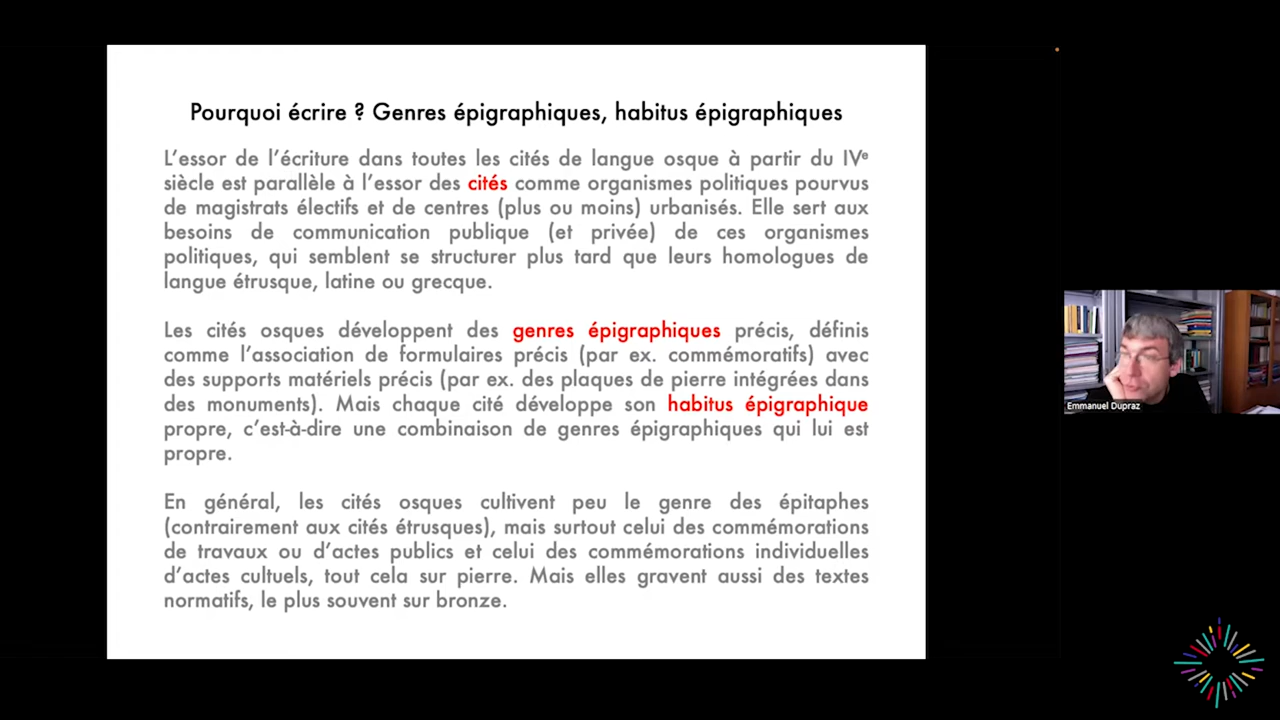 Pourquoi écrire ? Genres épigraphiques, habitus épigraphiques
L’essor de l’écriture dans toutes les cités de langue osque à partir du IVᵉ
siècle est parallèle à l’essor des cités comme organismes politiques pourvus
de magistrats électifs et de centres (plus ou moins) urbanisés. Elle sert aux
besoins de communication publique (et privée) de ces organismes
politiques, qui semblent se structurer plus tard que leurs homologues de
langue étrusque, latine ou grecque.
Les cités osques développent des genres épigraphiques précis, définis
comme l’association de formulaires précis (par ex. commémoratifs) avec
des supports matériels précis (par ex. des plaques de pierre intégrées dans
des monuments). Mais chaque cité développe son habitus épigraphique
propre, c’est-à-dire une combinaison de genres épigraphiques qui lui est
propre.
En général, les cités osques cultivent peu le genre des épitaphes
(contrairement aux cités étrusques), mais surtout celui des commémorations
de travaux ou d’actes publics et celui des commémorations individuelles
d’actes cultuels, tout cela sur pierre. Mais elles gravent aussi des textes
normatifs, le plus souvent sur bronze.
Emmanuel Dupraz